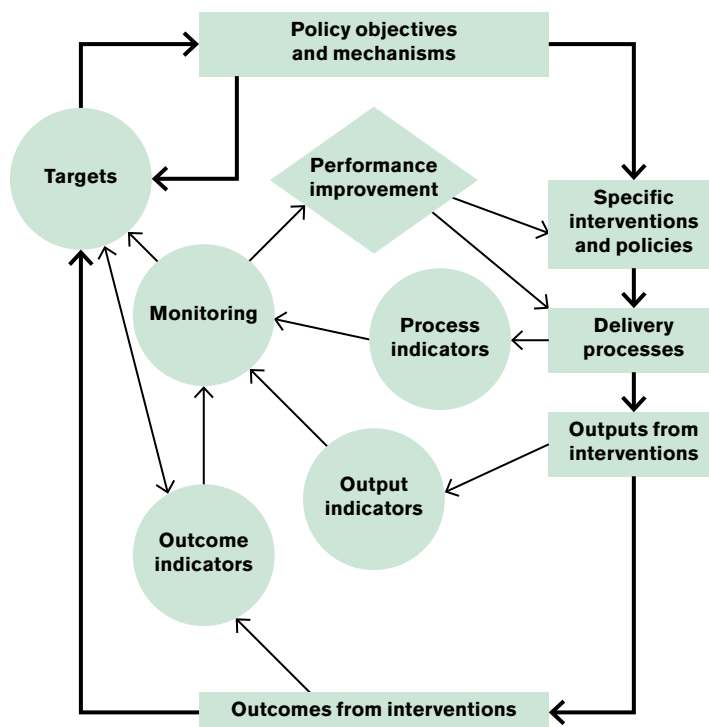 Policy objectives
and mechanisms
Targets
Performance
improvement
Specific
interventions
and policies
Monitoring
Process
indicators
Delivery
processes
Outputs from
interventions
Output
indicators
Outcome
indicators
Outcomes from interventions